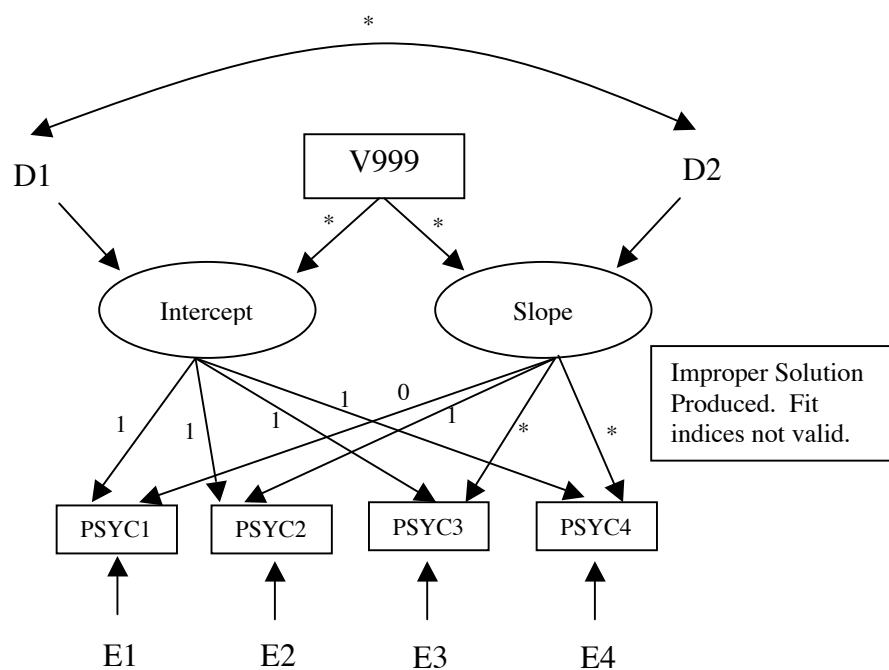 *
V999
D1
D2
*
*
Intercept
Slope
Improper Solution
Produced. Fit
indices not valid.
1
1
1
1
0
1
*
*
PSYC1
PSYC2
PSYC3
PSYC4
E1
E2
E3
E4